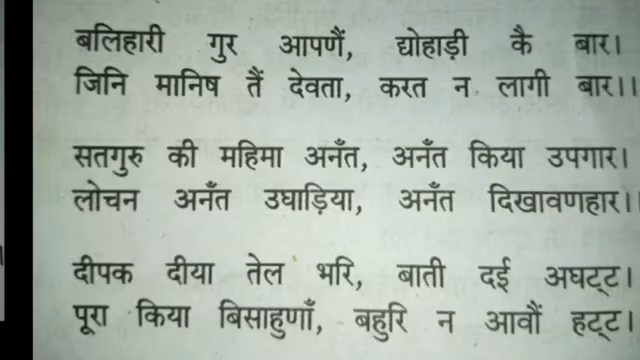 बलिहारी गुर आपणैं, द्योहाड़ी कै बार।
जिनि मानिष तैं देवता, करत न लागी बार।।
सतगुरु की महिमा अनँत, अनँत किया उपगार।
लोचन अनँत उघाड़िया, अनँत दिखावणहार।।
दीपक दीया तेल भरि, बाती दई अघट्ट।
पूरा किया बिसाहुणाँ, बहुरि न आवौं हट्ट।